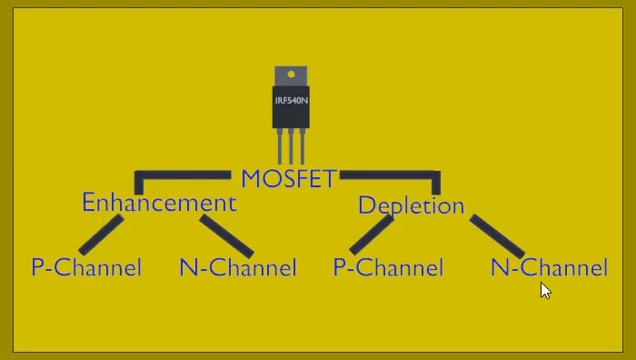 IRF540N
MOSFET
Enhancement
Depletion
P-Channel
N-Channel
P-Channel
N-Channel